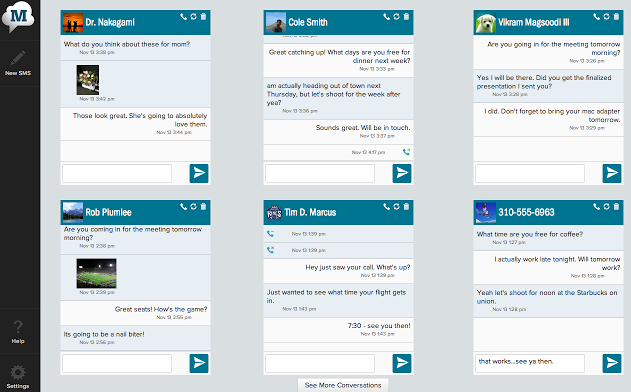 M
New SMS
Help
Settings
Dr. Nakagami
What do you think about these for mom?
Nov 13 3:38 pm
Nov 13 3:42 pm
Those look great. She's going to absolutely
love them.
Nov 13 3:44 pm
Cole Smith
Great catching up! What days are you free for
dinner next week?
Nov 13 3:33 pm
am actually heading out of town next
Thursday, but let's shoot for the week after
yea?
Nov 13 3:36 pm
Sounds great. Will be in touch.
Nov 13 3:37 pm
Nov 13 4:17 pm
Vikram Magsoodi III
Are you going in for the meeting tomorrow
morning?
Nov 13 3:26 pm
Yes I will be there. Did you get the finalized
presentation I sent you?
Nov 13 3:28 pm
I did. Don't forget to bring your mac adapter
tomorrow.
Nov 13 3:29 pm
Rob Plumlee
Are you coming in for the meeting tomorrow
morning?
Nov 13 2:38 pm
Nov 13 2:39 pm
Great seats! How's the game?
Nov 13 2:55 pm
Its going to be a nail biter!
Nov 13 2:56 pm
Tim D. Marcus
Nov 13 1:39 pm
Nov 13 1:39 pm
Hey just saw your call. What's up?
Nov 13 1:39 pm
Just wanted to see what time your flight gets
in.
Nov 13 1:43 pm
7:30 - see you then!
Nov 13 1:43 pm
310-555-6963
What time are you free for coffee?
Nov 13 1:27 pm
I actually work late tonight. Will tomorrow
work?
Nov 13 1:28 pm
Yeah let's shoot for noon at the Starbucks on
union.
Nov 13 1:28 pm
that works...see ya then.
See More Conversations